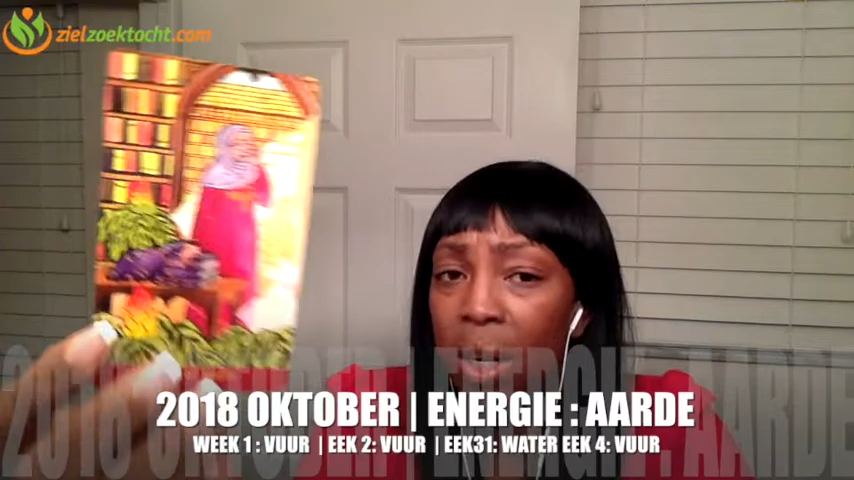 zielzoektocht.com
2018 OKTOBER | ENERGIE : AARDE
WEEK 1 : VUUR | EEK 2: VUUR | EEK31: WATER EEK 4: VUUR